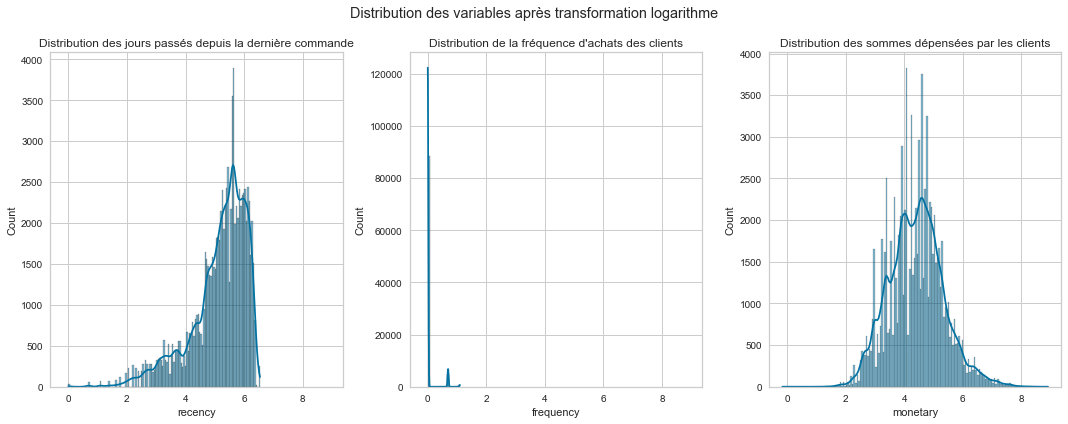 Distribution des variables après transformation logarithme
Distribution des jours passés depuis la dernière commande
4000
3500
3000
2500
2000
1500
1000
500
0
Count
0 2 4 6 8
recency
Distribution de la fréquence d'achats des clients
120000
100000
80000
60000
40000
20000
0
Count
0 2 4 6 8
frequency
Distribution des sommes dépensées par les clients
4000
3500
3000
2500
2000
1500
1000
500
0
Count
0 2 4 6 8
monetary